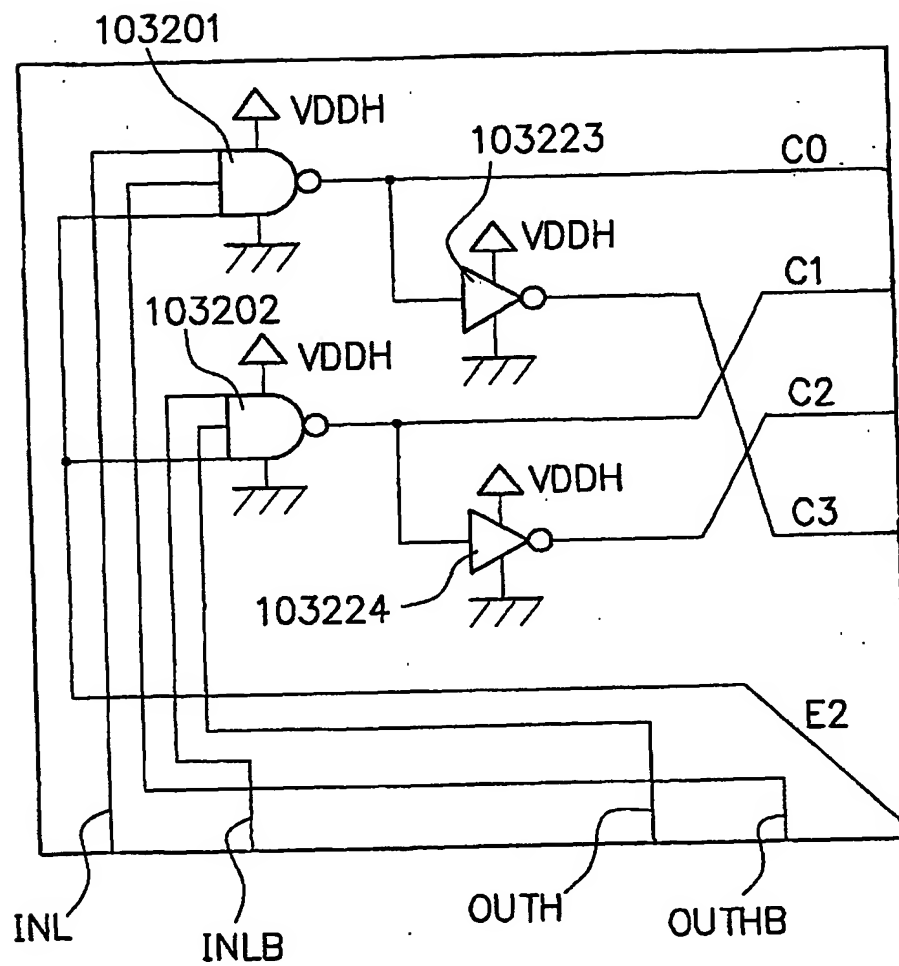 103201
VDDH
103223
C0
VDDH
C1
103202
VDDH
C2
VDDH
C3
103224
E2
INL
INLB
OUTH
OUTHB